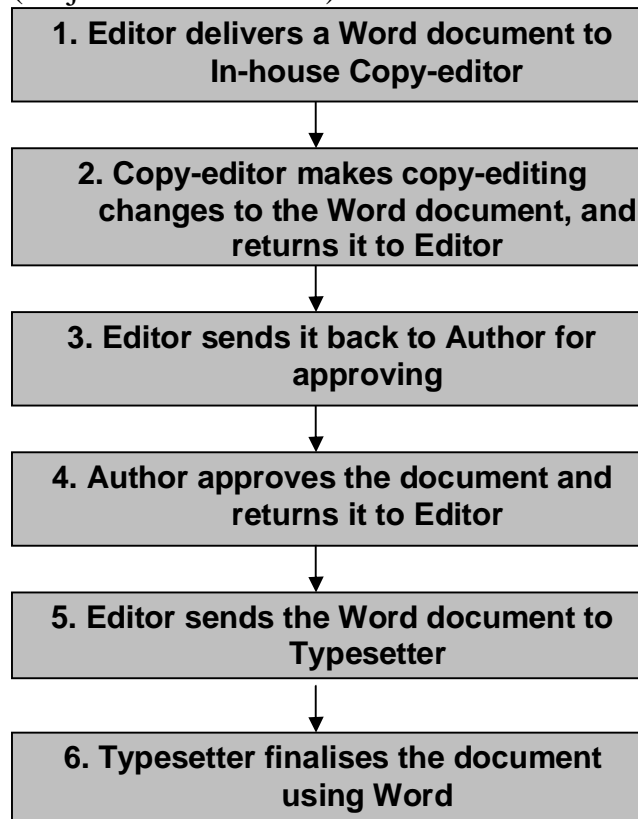 1. Editor delivers a Word document to
In-house Copy-editor
2. Copy-editor makes copy-editing
changes to the Word document, and
returns it to Editor
3. Editor sends it back to Author for
approving
4. Author approves the document and
returns it to Editor
5. Editor sends the Word document to
Typesetter
6. Typesetter finalises the document
using Word